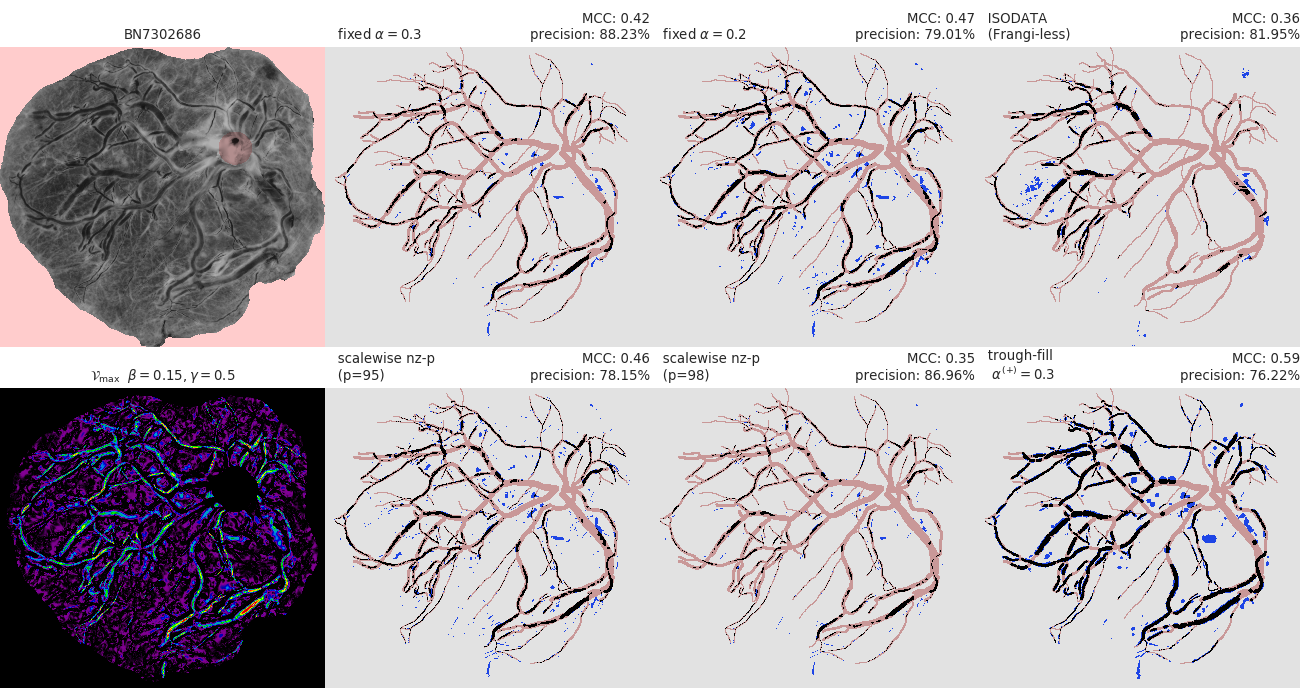 BN7302686
fixed α = 0.3
MCC: 0.42
precision: 88.23%
fixed α = 0.2
MCC: 0.47
precision: 79.01%
ISODATA
(Frangi-less)
MCC: 0.36
precision: 81.95%
𝒱max β = 0.15, γ = 0.5
scalewise nz-p
(p=95)
MCC: 0.46
precision: 78.15%
scalewise nz-p
(p=98)
MCC: 0.35
precision: 86.96%
trough-fill
α(+) = 0.3
MCC: 0.59
precision: 76.22%